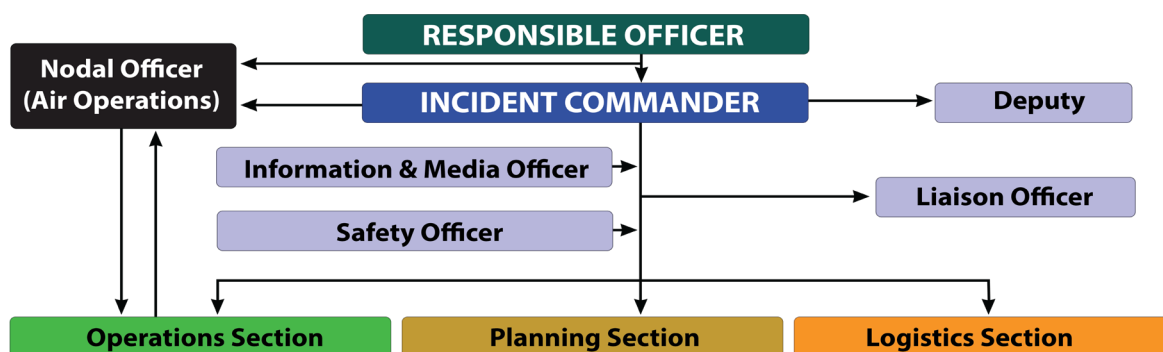 RESPONSIBLE OFFICER
Nodal Officer
(Air Operations)
INCIDENT COMMANDER
Deputy
Information & Media Officer
Liaison Officer
Safety Officer
Operations Section
Planning Section
Logistics Section